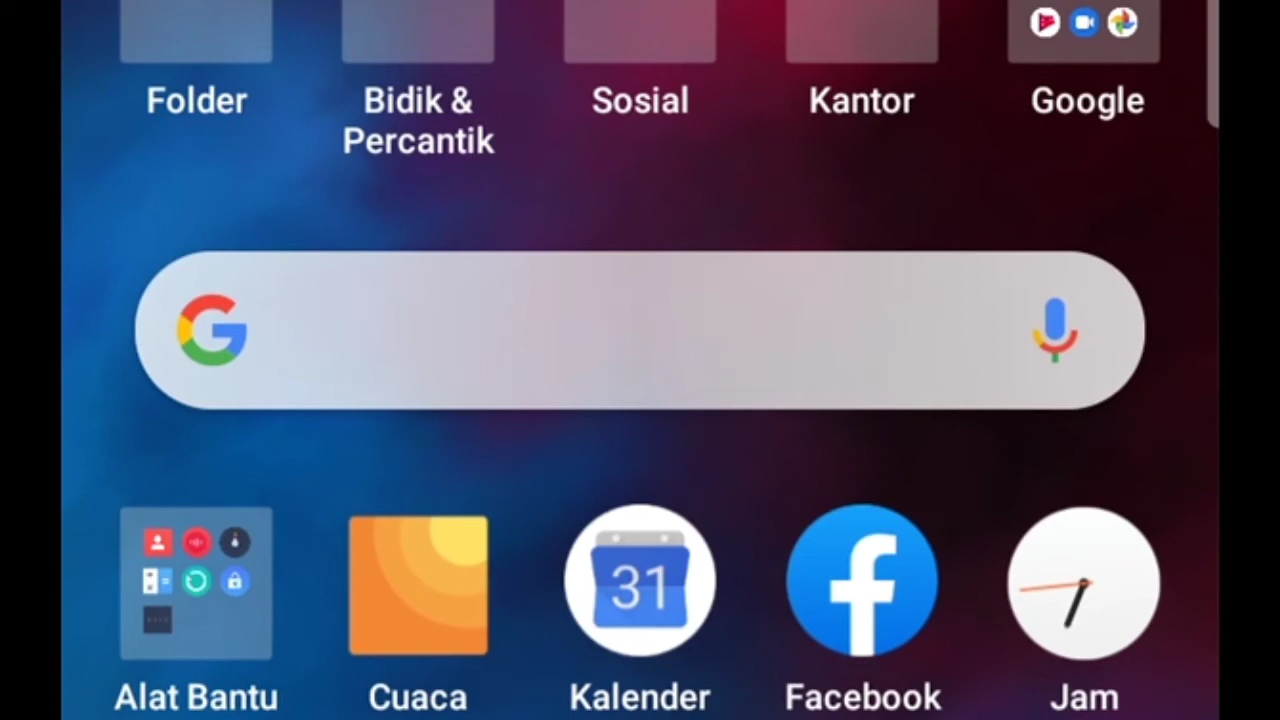 Folder
Bidik &
Percantik
Sosial
Kantor
Google
G
31
Alat Bantu
Cuaca
Kalender
Facebook
Jam